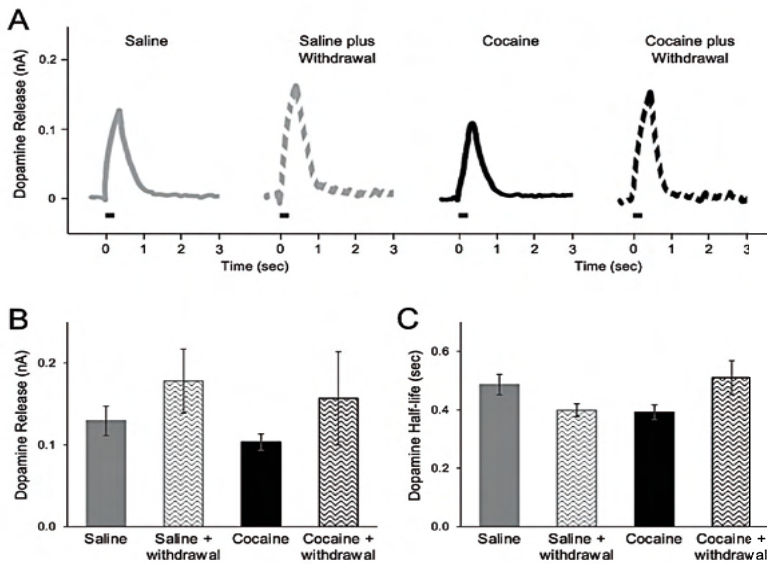 A
Saline
Saline plus
Withdrawal
Cocaine
Cocaine plus
Withdrawal
Dopamine Release (nA)
0.2
0.1
0
0 1 2 3 0 1 2 3 0 1 2 3 0 1 2 3
Time (sec) Time (sec)
B
Dopamine Release (nA)
0.2
0.1
0.0
Saline Saline + Cocaine Cocaine +
withdrawal withdrawal
C
Dopamine Half-life (sec)
0.6
0.4
0.2
0.0
Saline Saline + Cocaine Cocaine +
withdrawal withdrawal